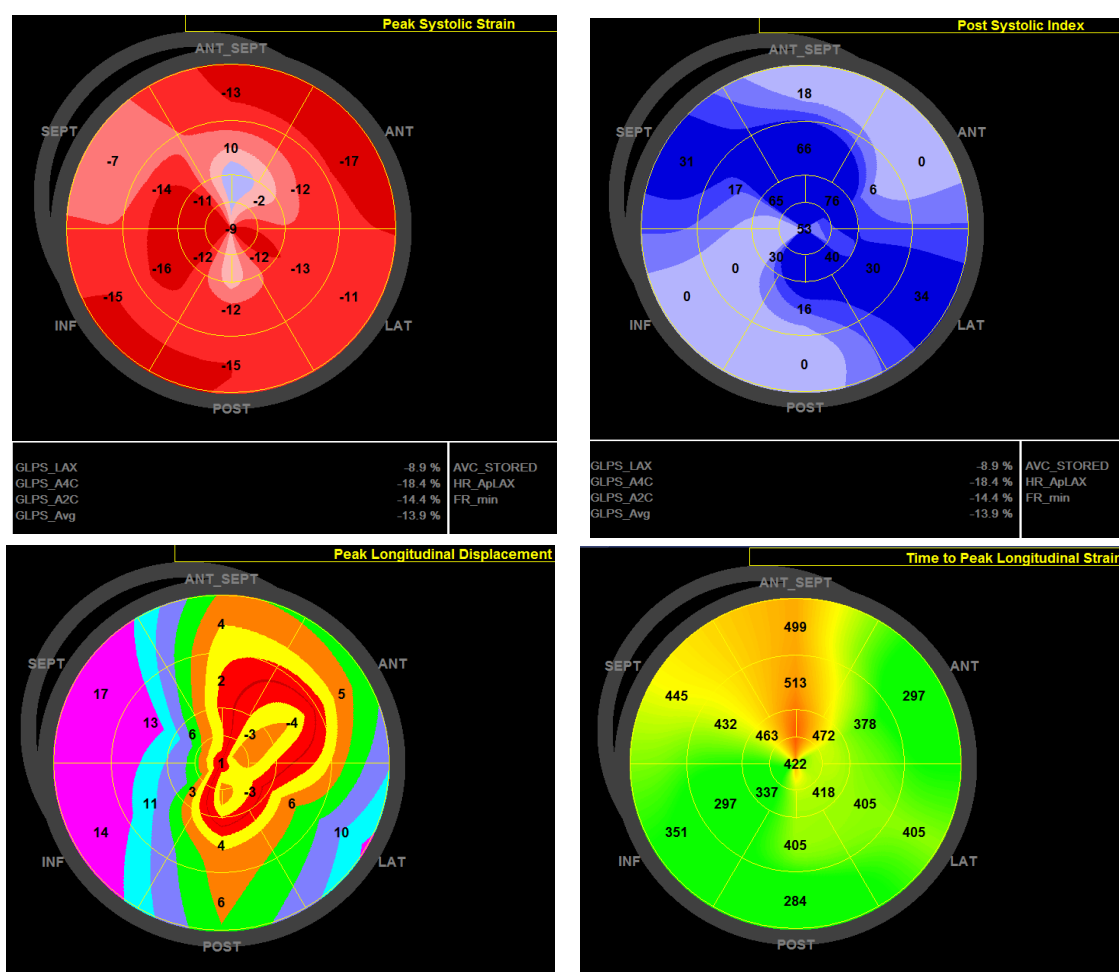 Peak Systolic Strain
ANT_SEPT
-13
SEPT
ANT
10
-7
-17
-14
-12
-11
-2
-9
-12
-12
-16
-13
-15
-11
-12
INF
LAT
-15
POST
GLPS_LAX -8.9 % AVC_STORED
GLPS_A4C -18.4 % HR_ApLAX
GLPS_A2C -14.4 % FR_min
GLPS_Avg -13.9 %
Post Systolic Index
ANT_SEPT
18
SEPT
ANT
66
31
0
17
6
65
76
53
30
40
0
30
0
34
16
INF
LAT
0
POST
GLPS_LAX -8.9 % AVC_STORED
GLPS_A4C -18.4 % HR_ApLAX
GLPS_A2C -14.4 % FR_min
GLPS_Avg -13.9 %
Peak Longitudinal Displacement
ANT_SEPT
4
SEPT
ANT
2
17
5
13
-4
6
-3
1
3
-3
11
6
14
10
4
INF
LAT
6
POST
Time to Peak Longitudinal Strain
ANT_SEPT
499
SEPT
ANT
513
445
297
432
378
463
472
422
337
418
297
405
351
405
405
INF
LAT
284
POST